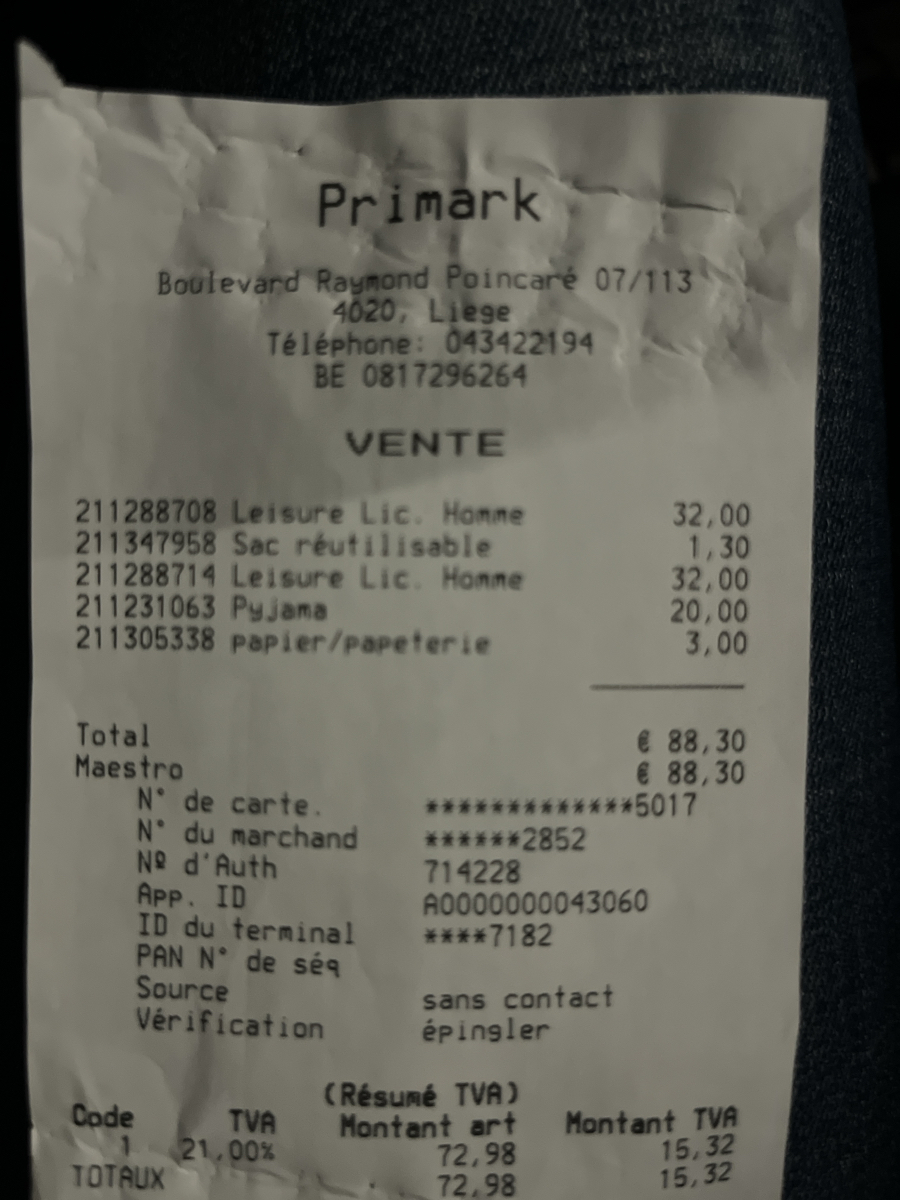 Primark
Boulevard Raymond Poincaré 07/113
4020, Liege
Téléphone: 043422194
BE 0817296264
VENTE
211288708 Leisure Lic. Homme 32,00
211347958 Sac réutilisable 1,30
211288714 Leisure Lic. Homme 32,00
211231063 Pyjama 20,00
211305338 papier/papeterie 3,00
Total € 88,30
Maestro € 88,30
N° de carte. *************5017
N° du marchand ******2852
Nº d'Auth 714228
App. ID A0000000043060
ID du terminal ****7182
PAN N° de séq
Source sans contact
Vérification épingler
(Résumé TVA)
Code TVA Montant art Montant TVA
1 21,00% 72,98 15,32
TOTAUX 72,98 15,32